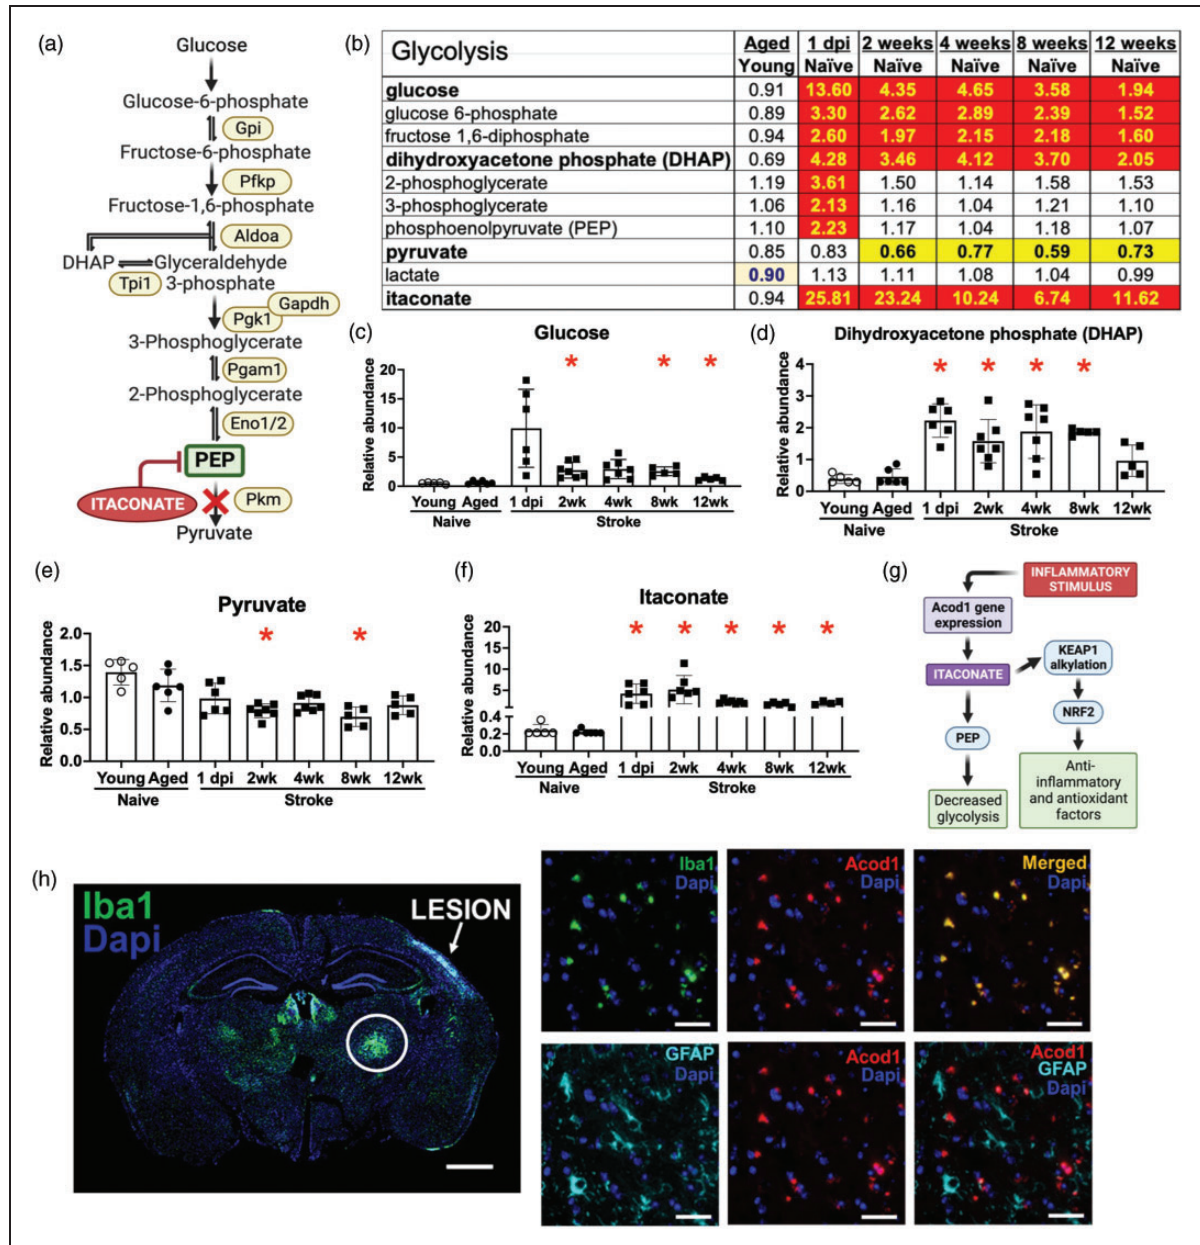 (a)
Glucose
Glucose-6-phosphate
Gpi
Fructose-6-phosphate
Pfkp
Fructose-1,6-phosphate
Aldoa
DHAP
Glyceraldehyde
3-phosphate
Tpi1
Gapdh
Pgk1
3-Phosphoglycerate
Pgam1
2-Phosphoglycerate
Eno1/2
PEP
ITACONATE
Pkm
Pyruvate
(b)
Glycolysis Aged 1 dpi 2 weeks 4 weeks 8 weeks 12 weeks
Young Naïve Naïve Naïve Naïve Naïve
glucose 0.91 13.60 4.35 4.65 3.58 1.94
glucose 6-phosphate 0.89 3.30 2.62 2.89 2.39 1.52
fructose 1,6-diphosphate 0.94 2.60 1.97 2.15 2.18 1.60
dihydroxyacetone phosphate (DHAP) 0.69 4.28 3.46 4.12 3.70 2.05
2-phosphoglycerate 1.19 3.61 1.50 1.14 1.58 1.53
3-phosphoglycerate 1.06 2.13 1.16 1.04 1.21 1.10
phosphoenolpyruvate (PEP) 1.10 2.23 1.17 1.04 1.18 1.07
pyruvate 0.85 0.83 0.66 0.77 0.59 0.73
lactate 0.90 1.13 1.11 1.08 1.04 0.99
itaconate 0.94 25.81 23.24 10.24 6.74 11.62
(c)
Glucose
Relative abundance
20
15
10
5
0
* * *
Young Aged 1 dpi 2wk 4wk 8wk 12wk
Naive Stroke
(d)
Dihydroxyacetone phosphate (DHAP)
Relative abundance
4
3
2
1
0
* * * *
Young Aged 1 dpi 2wk 4wk 8wk 12wk
Naive Stroke
(e)
Pyruvate
Relative abundance
2.0
1.5
1.0
0.5
0.0
* *
Young Aged 1 dpi 2wk 4wk 8wk 12wk
Naive Stroke
(f)
Itaconate
Relative abundance
20
15
10
5
0.4
0.2
0.0
* * * * *
Young Aged 1 dpi 2wk 4wk 8wk 12wk
Naive Stroke
(g)
INFLAMMATORY
STIMULUS
Acod1 gene
expression
ITACONATE
KEAP1
alkylation
NRF2
PEP
Decreased
glycolysis
Anti-
inflammatory
and antioxidant
factors
(h)
Iba1
Dapi
LESION
Iba1
Dapi
Acod1
Dapi
Merged
Dapi
GFAP
Dapi
Acod1
Dapi
Acod1
GFAP
Dapi